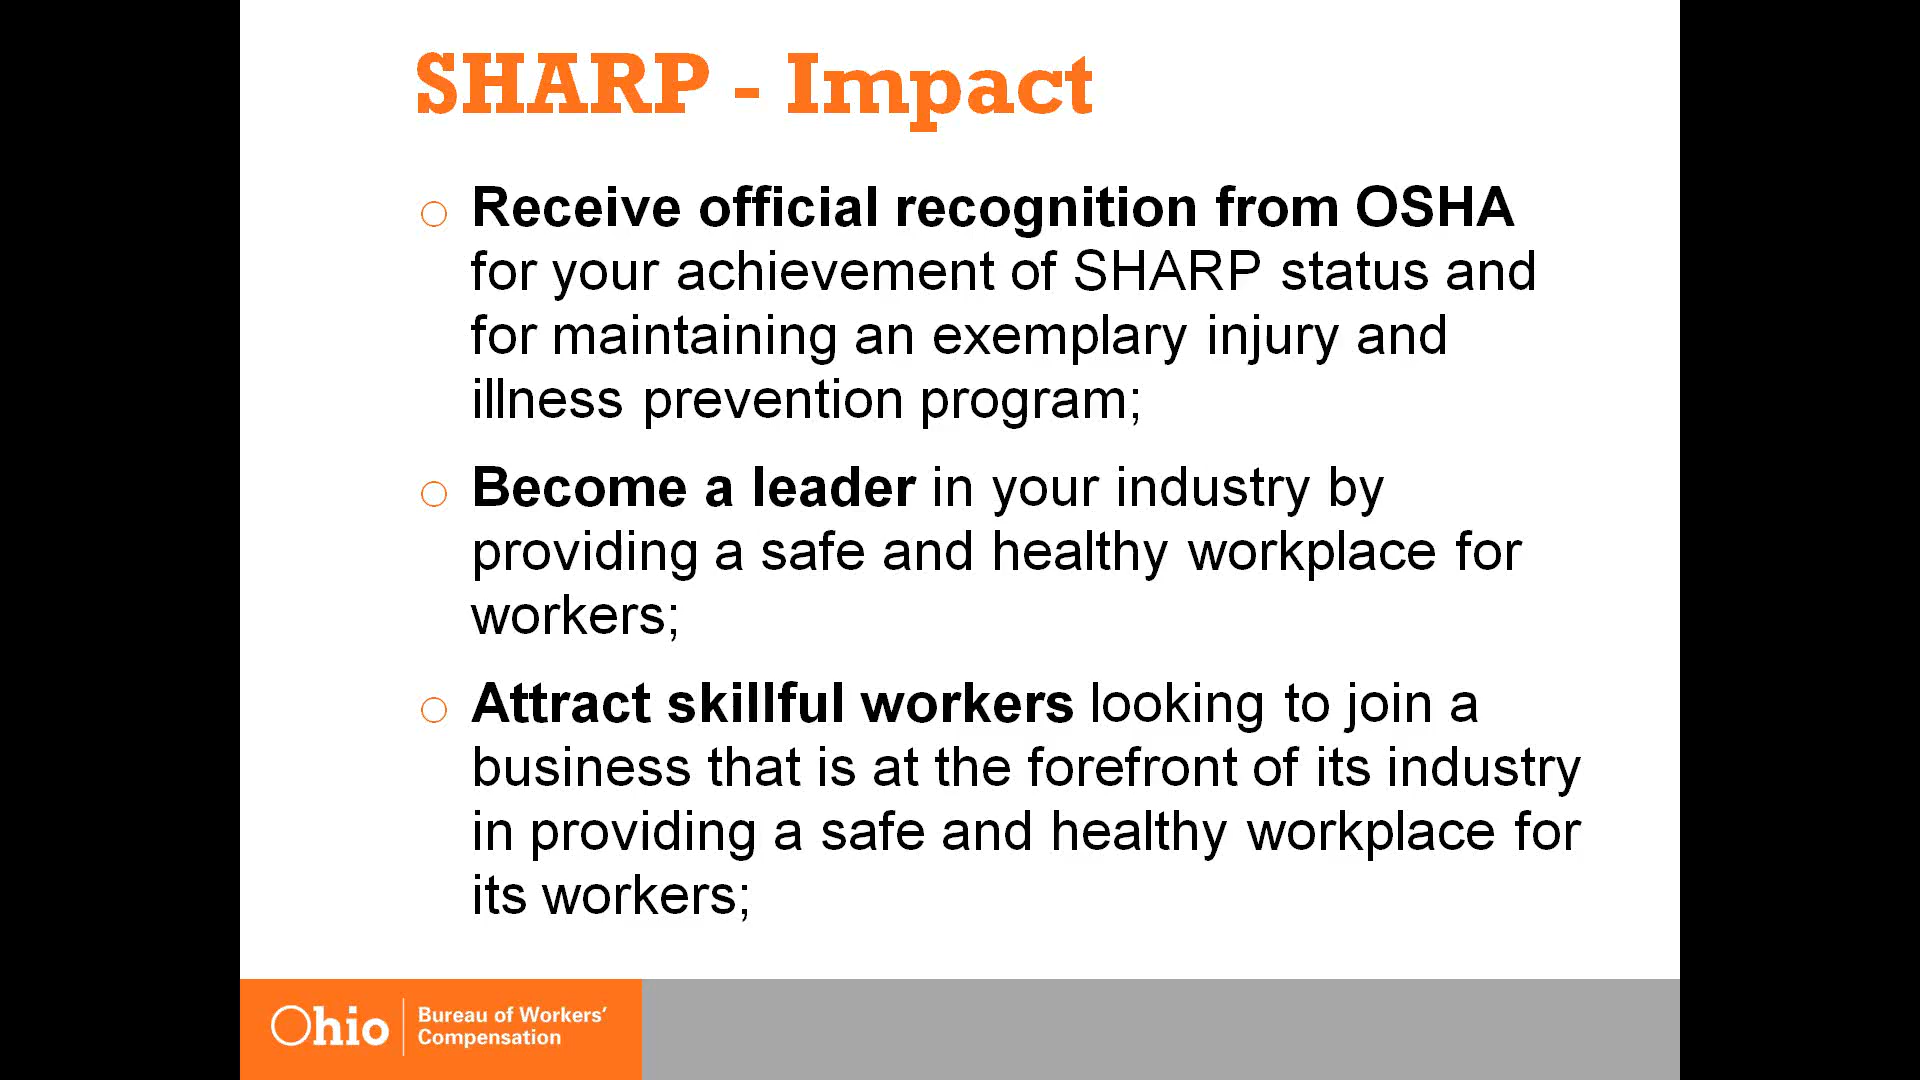 SHARP - Impact
Receive official recognition from OSHA
for your achievement of SHARP status and
for maintaining an exemplary injury and
illness prevention program;
Become a leader in your industry by
providing a safe and healthy workplace for
workers;
Attract skillful workers looking to join a
business that is at the forefront of its industry
in providing a safe and healthy workplace for
its workers;
Ohio
Bureau of Workers’
Compensation